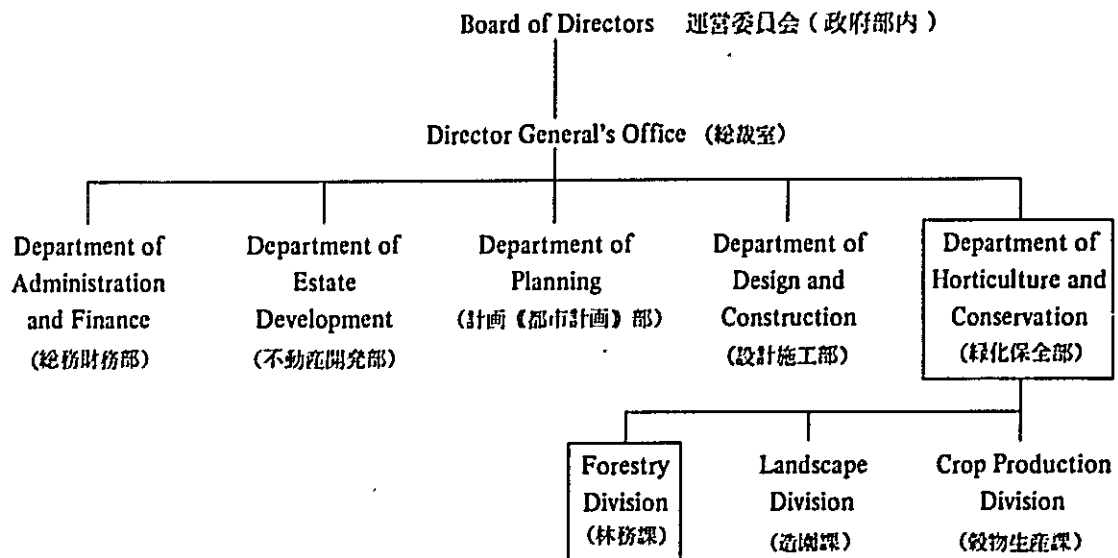 Board of Directors 運営委員会（政府部内）
Director General's Office （総裁室）
Department of
Administration
and Finance
（総務財務部）
Department of
Estate
Development
（不動産開発部）
Department of
Planning
（計画《都市計画》部）
Department of
Design and
Construction
（設計施工部）
Department of
Horticulture and
Conservation
（緑化保全部）
Forestry
Division
（林務課）
Landscape
Division
（造園課）
Crop Production
Division
（穀物生産課）